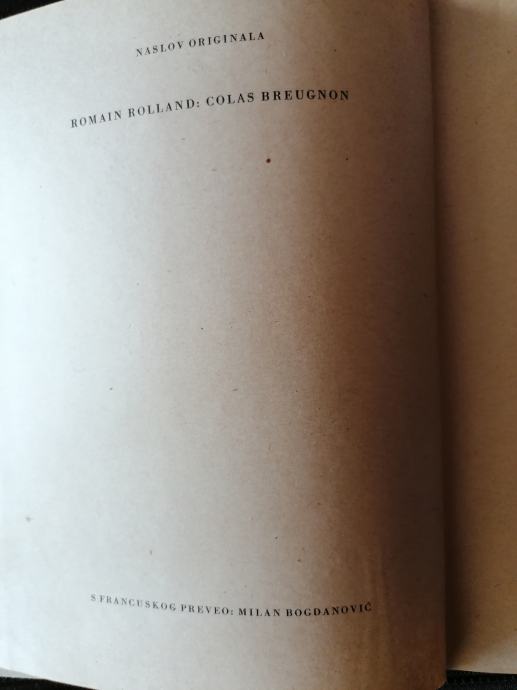 NASLOV ORIGINALA
ROMAIN ROLLAND: COLAS BREUGNON
S FRANCUSKOG PREVEO: MILAN BOGDANOVIĆ